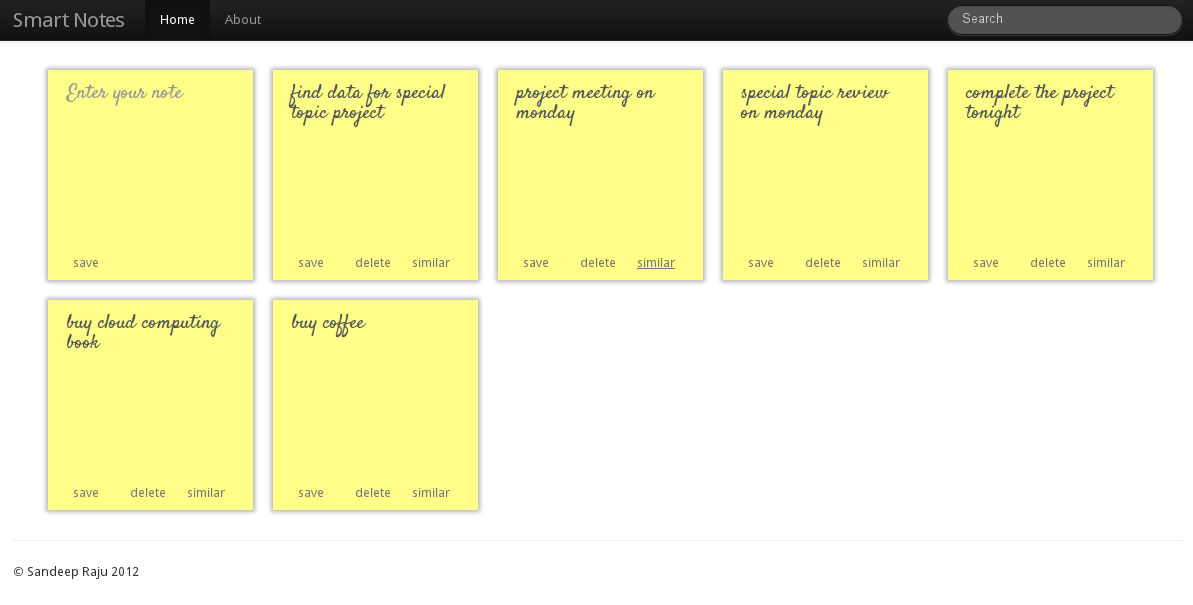 Smart Notes Home About Search
Enter your note
find data for special
topic project
project meeting on
monday
special topic review
on monday
complete the project
tonight
save
save delete similar
save delete similar
save delete similar
save delete similar
buy cloud computing
book
buy coffee
save delete similar
save delete similar
© Sandeep Raju 2012